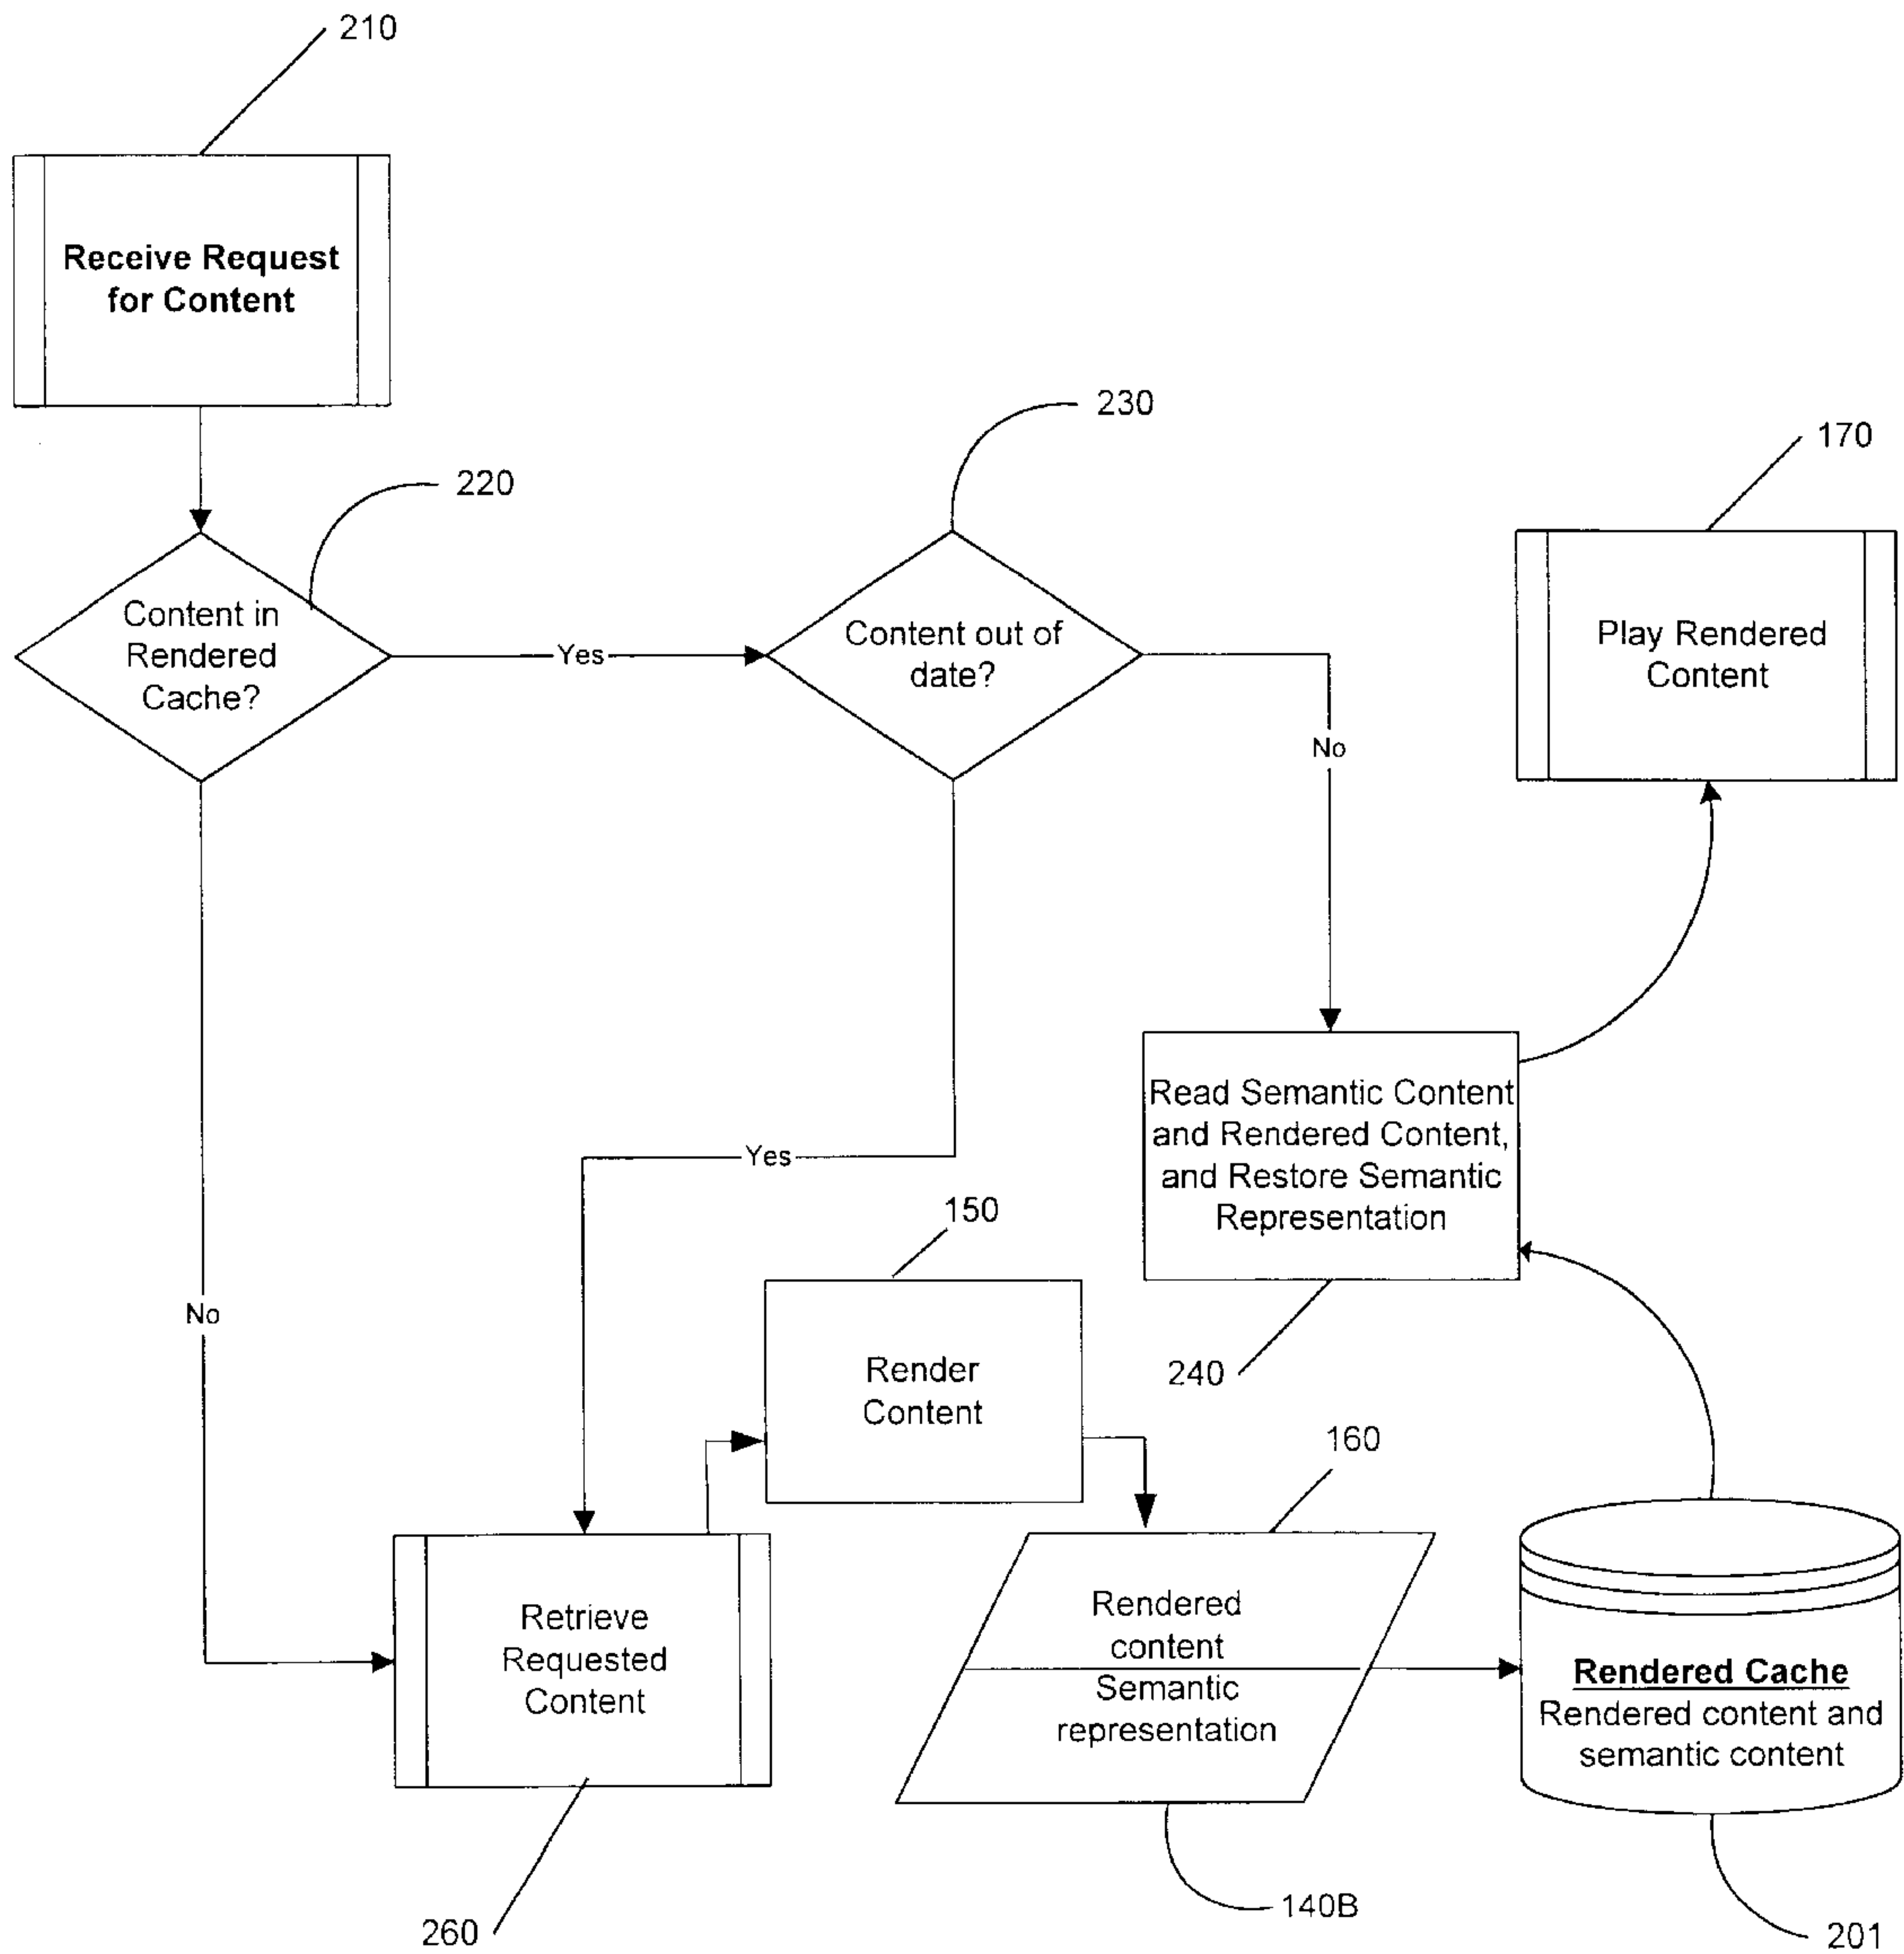 210
Receive Request
for Content
230
170
220
Content in
Rendered
Cache?
Yes
Content out of
date?
No
Play Rendered
Content
Read Semantic Content
and Rendered Content,
and Restore Semantic
Representation
Yes
150
No
Render
Content
240
160
Retrieve
Requested
Content
Rendered
content
Semantic
representation
Rendered Cache
Rendered content and
semantic content
260
140B
201